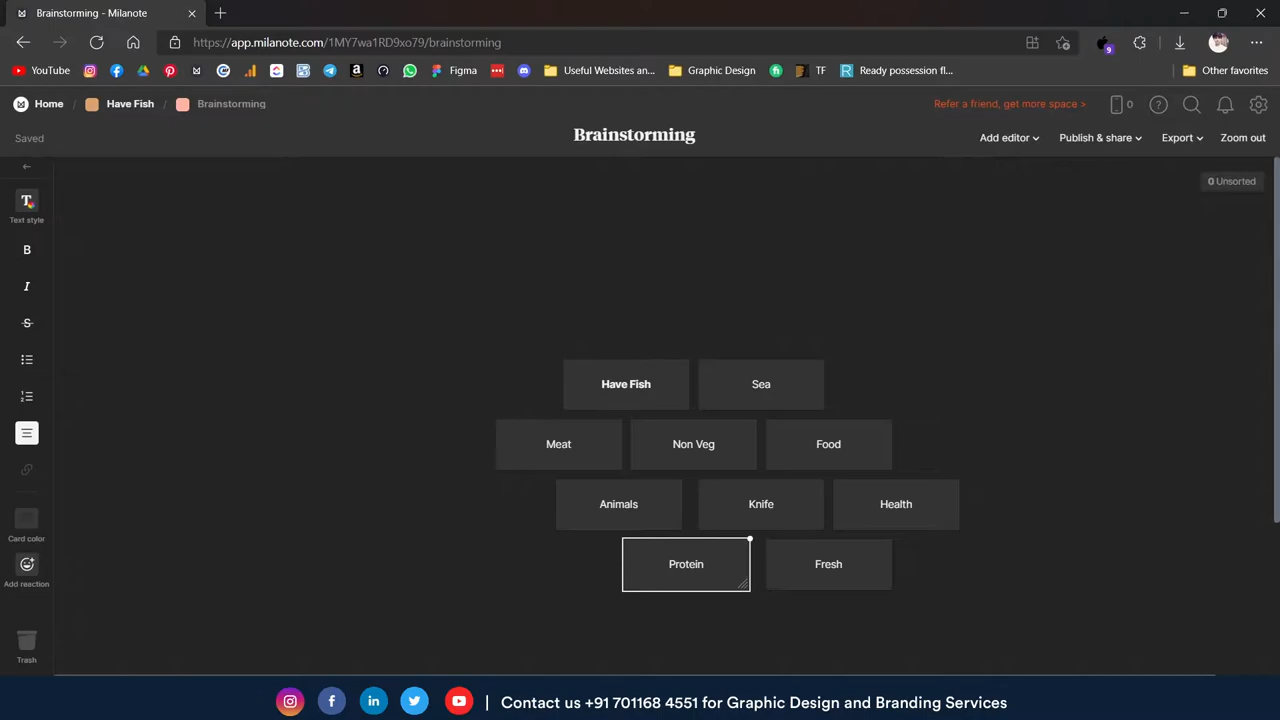 Brainstorming - Milanote
https://app.milanote.com/1MY7wa1RD9xo79/brainstorming
9
YouTube
Figma
Useful Websites an...
Graphic Design
TF
Ready possession fl...
Other favorites
Home / Have Fish / Brainstorming
Refer a friend, get more space >
0
Saved
Brainstorming
Add editor
Publish & share
Export
Zoom out
0 Unsorted
T
Text style
B
I
S
Card color
Add reaction
Trash
Have Fish
Sea
Meat
Non Veg
Food
Animals
Knife
Health
Protein
Fresh
| Contact us +91 701168 4551 for Graphic Design and Branding Services